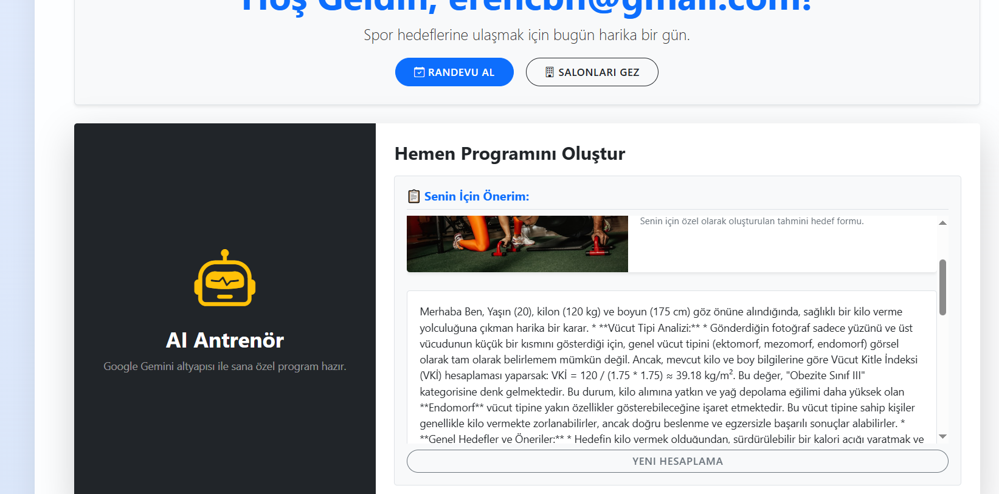 Hoş Geldin, erencbn@gmail.com!
Spor hedeflerine ulaşmak için bugün harika bir gün.
RANDEVU AL
SALONLARI GEZ
AI Antrenör
Google Gemini altyapısı ile sana özel program hazır.
Hemen Programını Oluştur
Senin İçin Önerim:
Senin için özel olarak oluşturulan tahmini hedef formu.
Merhaba Ben, Yaşın (20), kilon (120 kg) ve boyun (175 cm) göz önüne alındığında, sağlıklı bir kilo verme
yolculuğuna çıkman harika bir karar. * **Vücut Tipi Analizi:** * Gönderdiğin fotoğraf sadece yüzünü ve üst
vücudunun küçük bir kısmını gösterdiği için, genel vücut tipini (ektomorf, mezomorf, endomorf) görsel
olarak tam olarak belirlemem mümkün değil. Ancak, mevcut kilo ve boy bilgilerine göre Vücut Kitle İndeksi
(VKİ) hesaplaması yaparsak: VKİ = 120 / (1.75 * 1.75) ≈ 39.18 kg/m². Bu değer, "Obezite Sınıf III"
kategorisine denk gelmektedir. Bu durum, kilo alımına yatkın ve yağ depolama eğilimi daha yüksek olan
**Endomorf** vücut tipine yakın özellikler gösterebileceğine işaret etmektedir. Bu vücut tipine sahip kişiler
genellikle kilo vermekte zorlanabilirler, ancak doğru beslenme ve egzersizle başarılı sonuçlar alabilirler. *
**Genel Hedefler ve Öneriler:** * Hedefin kilo vermek olduğundan, sürdürülebilir bir kalori açığı yaratmak ve
YENI HESAPLAMA